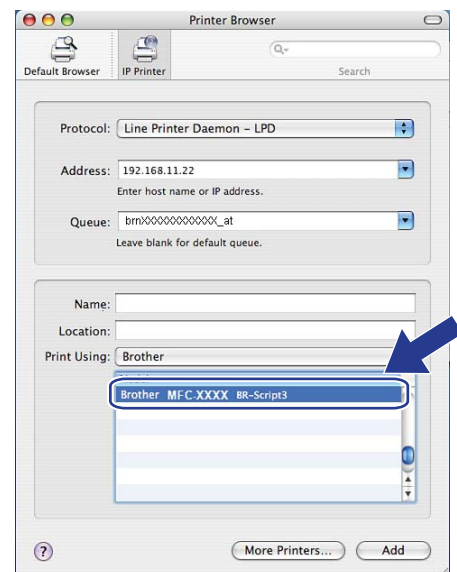 Printer Browser
Default Browser
IP Printer
Q
Search
Protocol: Line Printer Daemon – LPD
Address: 192.168.11.22
Enter host name or IP address.
Queue: brnXXXXXXXXXXXX_at
Leave blank for default queue.
Name:
Location:
Print Using: Brother
Brother MFC-XXXX BR-Script3
?
More Printers...
Add